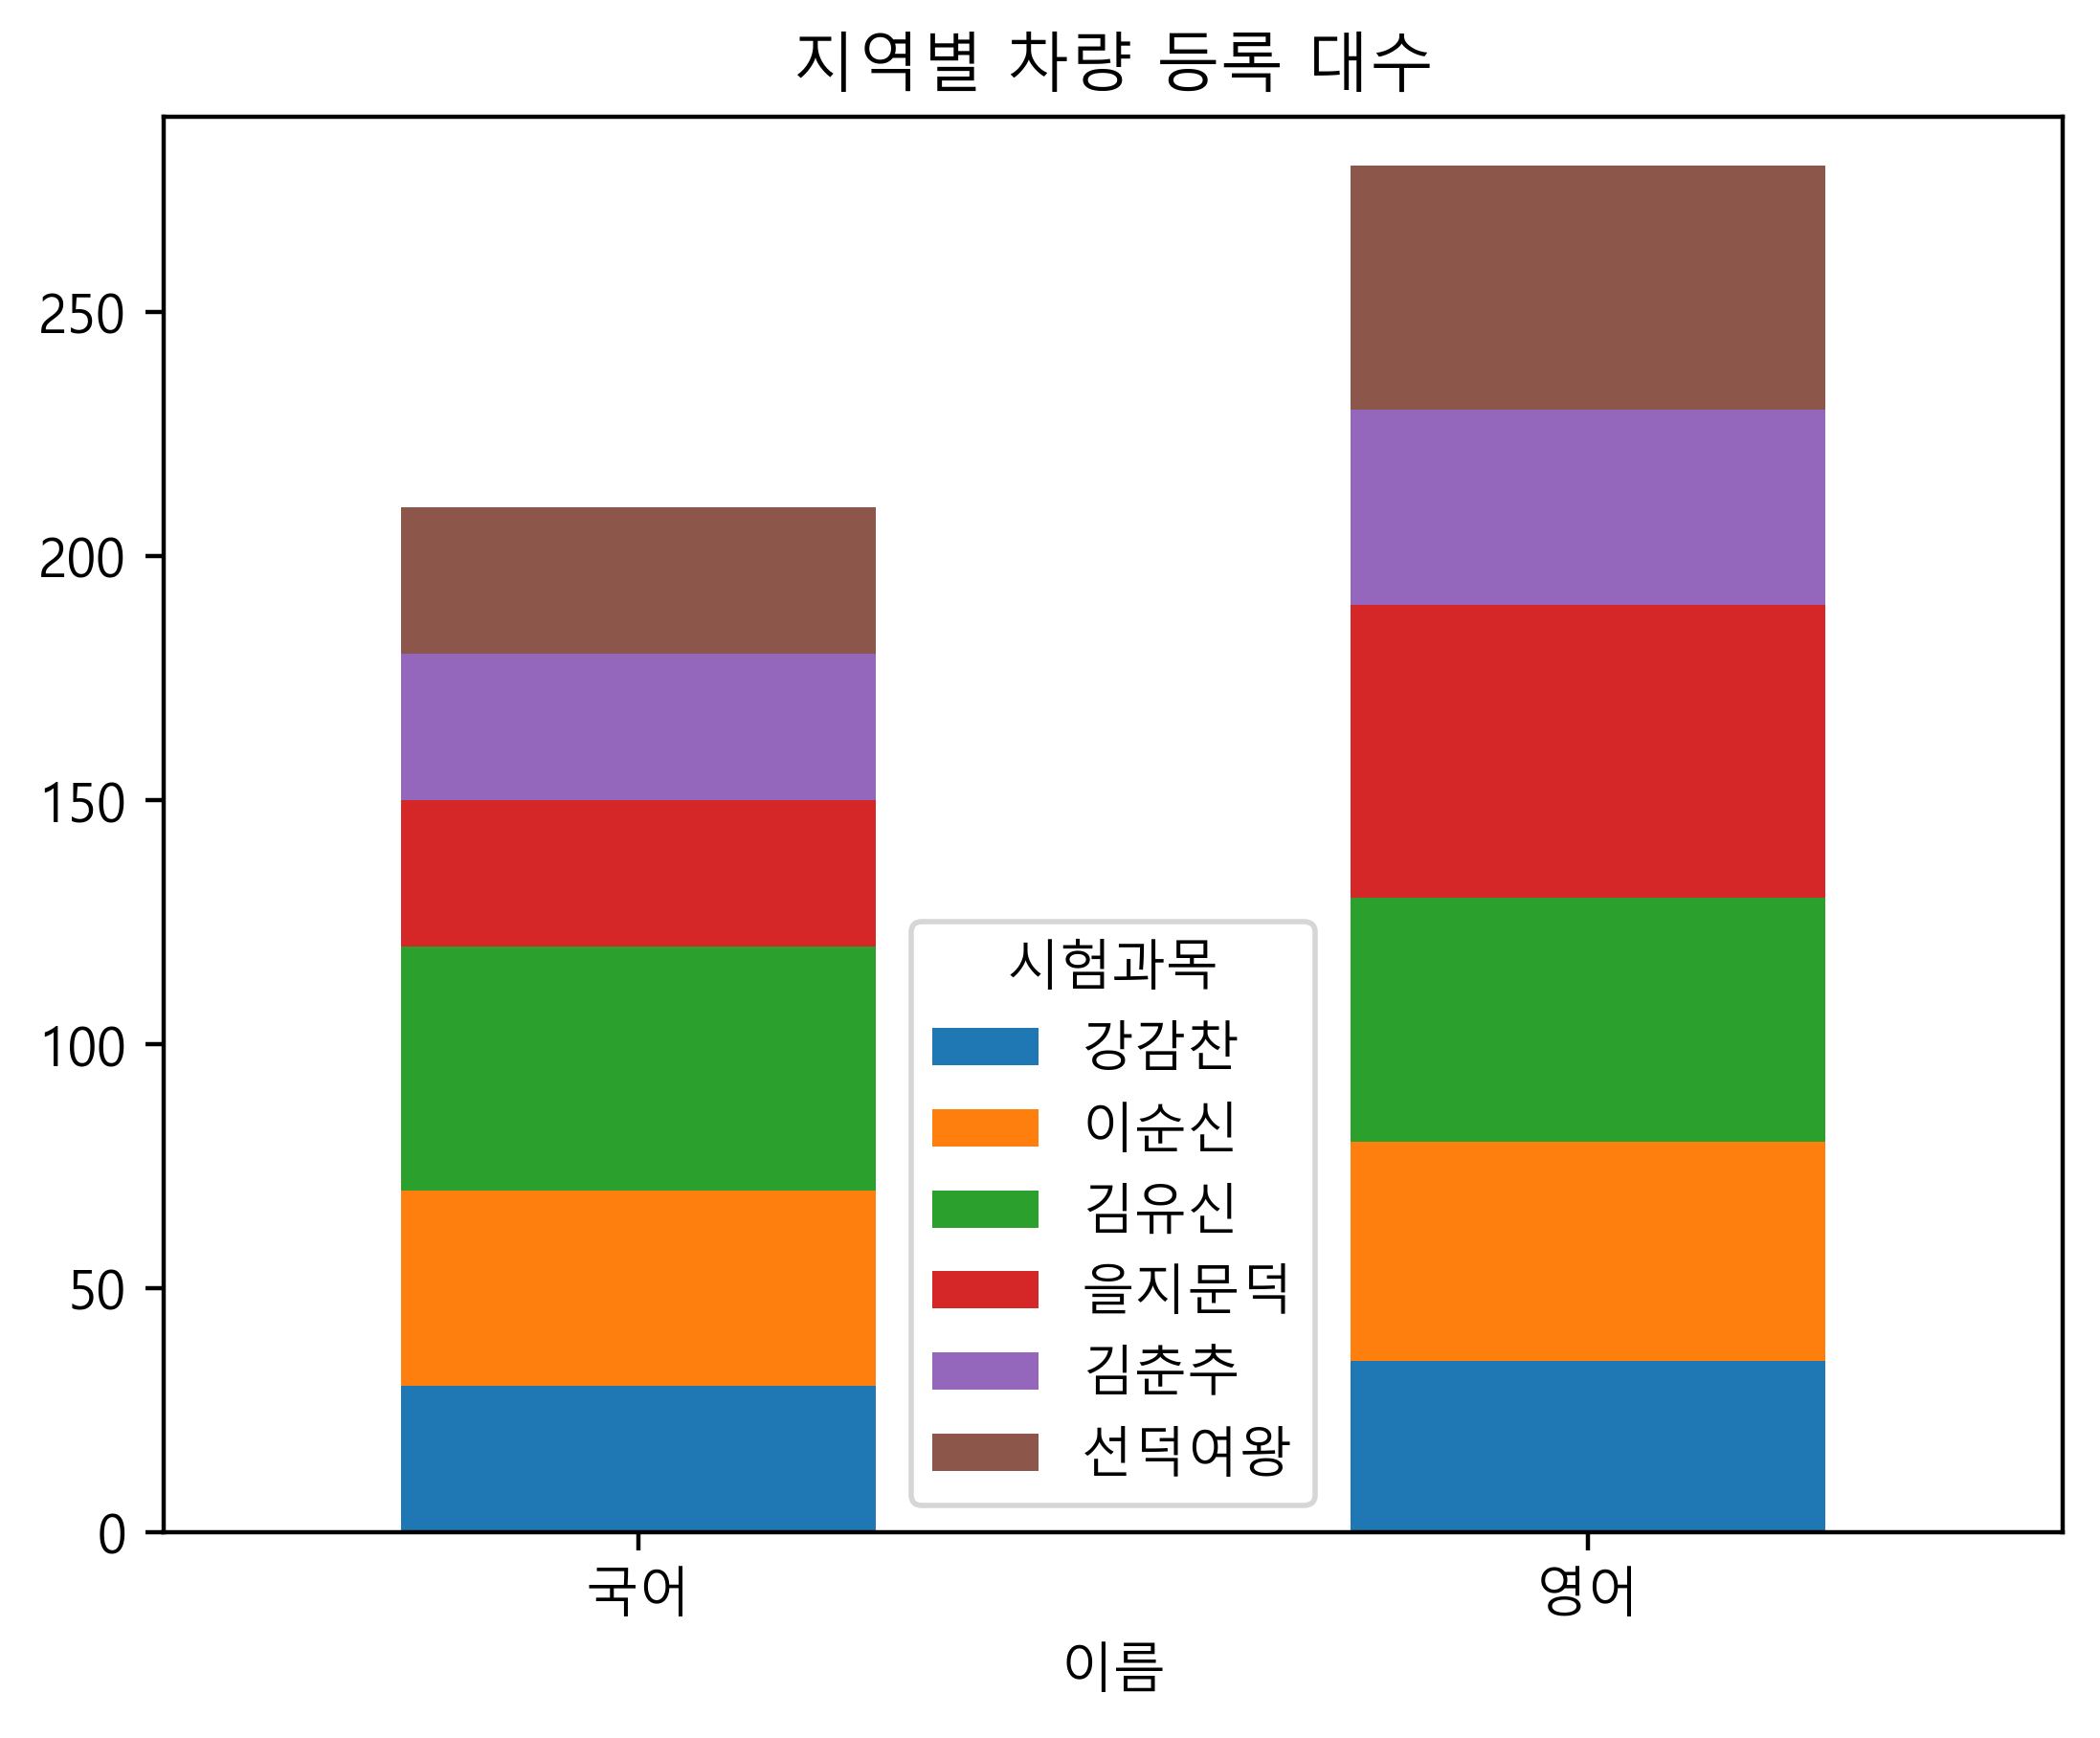 지역별 차량 등록 대수
250
200
150
100
50
0
시험과목
강감찬
이순신
김유신
을지문덕
김춘추
선덕여왕
국어 영어
이름